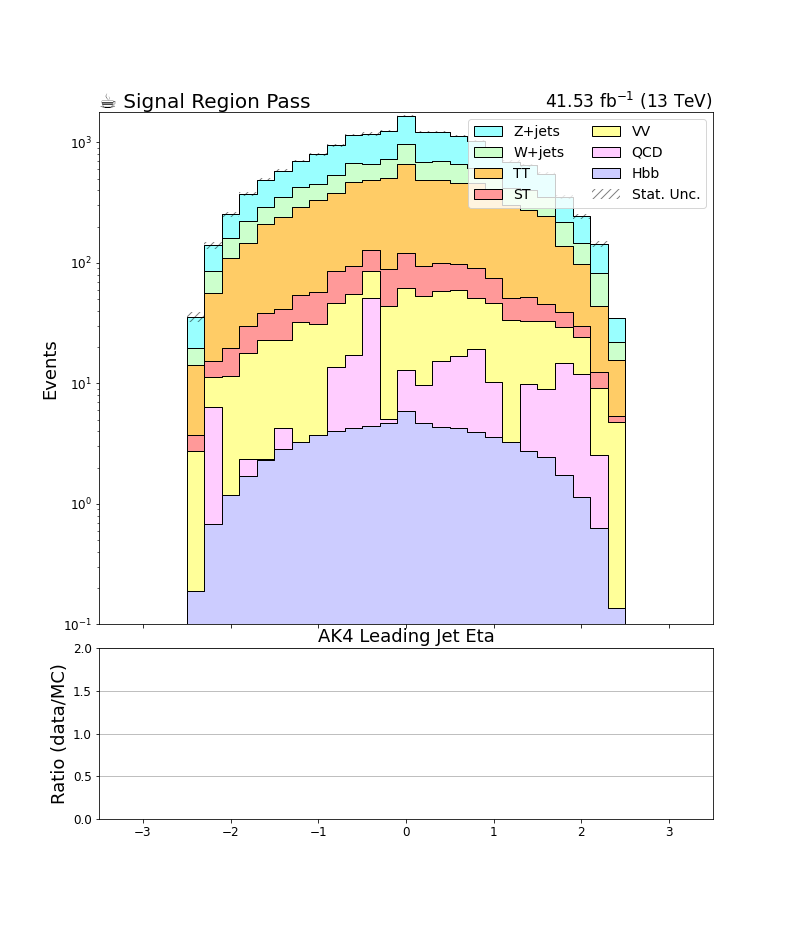 ☕ Signal Region Pass
41.53 fb⁻¹ (13 TeV)
Z+jets
W+jets
TT
ST
VV
QCD
Hbb
Stat. Unc.
Events
10³
10²
10¹
10⁰
10⁻¹
AK4 Leading Jet Eta
Ratio (data/MC)
2.0
1.5
1.0
0.5
0.0
−3 −2 −1 0 1 2 3